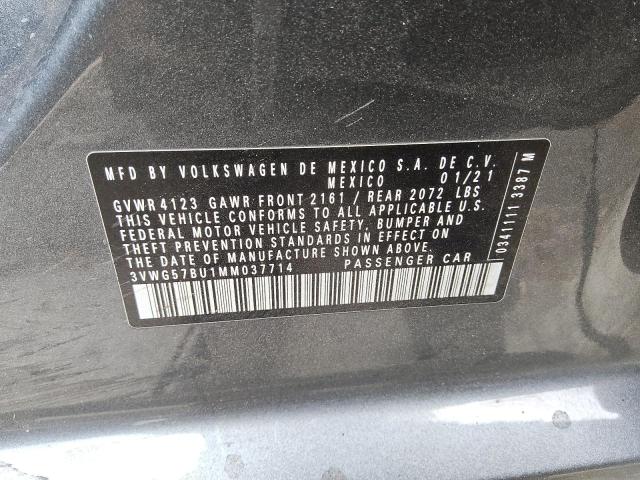 MFD BY VOLKSWAGEN DE MEXICO S.A. DE C.V.
MEXICO 01/21
GVWR 4123 GAWR FRONT 2161 / REAR 2072 LBS
THIS VEHICLE CONFORMS TO ALL APPLICABLE U.S.
FEDERAL MOTOR VEHICLE SAFETY, BUMPER AND
THEFT PREVENTION STANDARDS IN EFFECT ON
THE DATE OF MANUFACTURE SHOWN ABOVE.
3VWG57BU1MM037714 PASSENGER CAR
0341111 3387 M